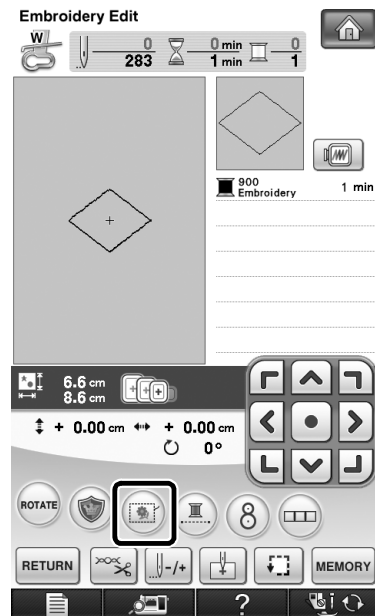 Embroidery Edit
W
0
283
0 min
1 min
0
1
900
Embroidery
1 min
6.6 cm
8.6 cm
+ 0.00 cm
+ 0.00 cm
0°
ROTATE
8
RETURN
-/+
MEMORY
?